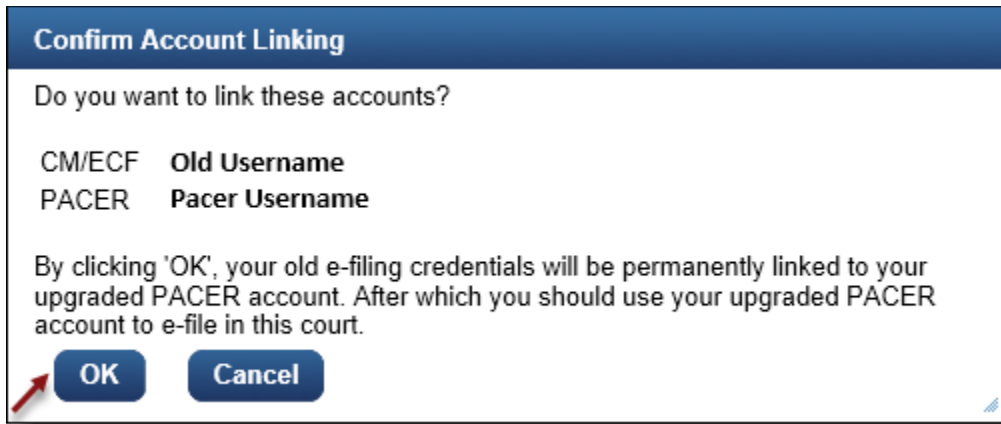 Confirm Account Linking
Do you want to link these accounts?
CM/ECF Old Username
PACER Pacer Username
By clicking 'OK', your old e-filing credentials will be permanently linked to your
upgraded PACER account. After which you should use your upgraded PACER
account to e-file in this court.
OK Cancel